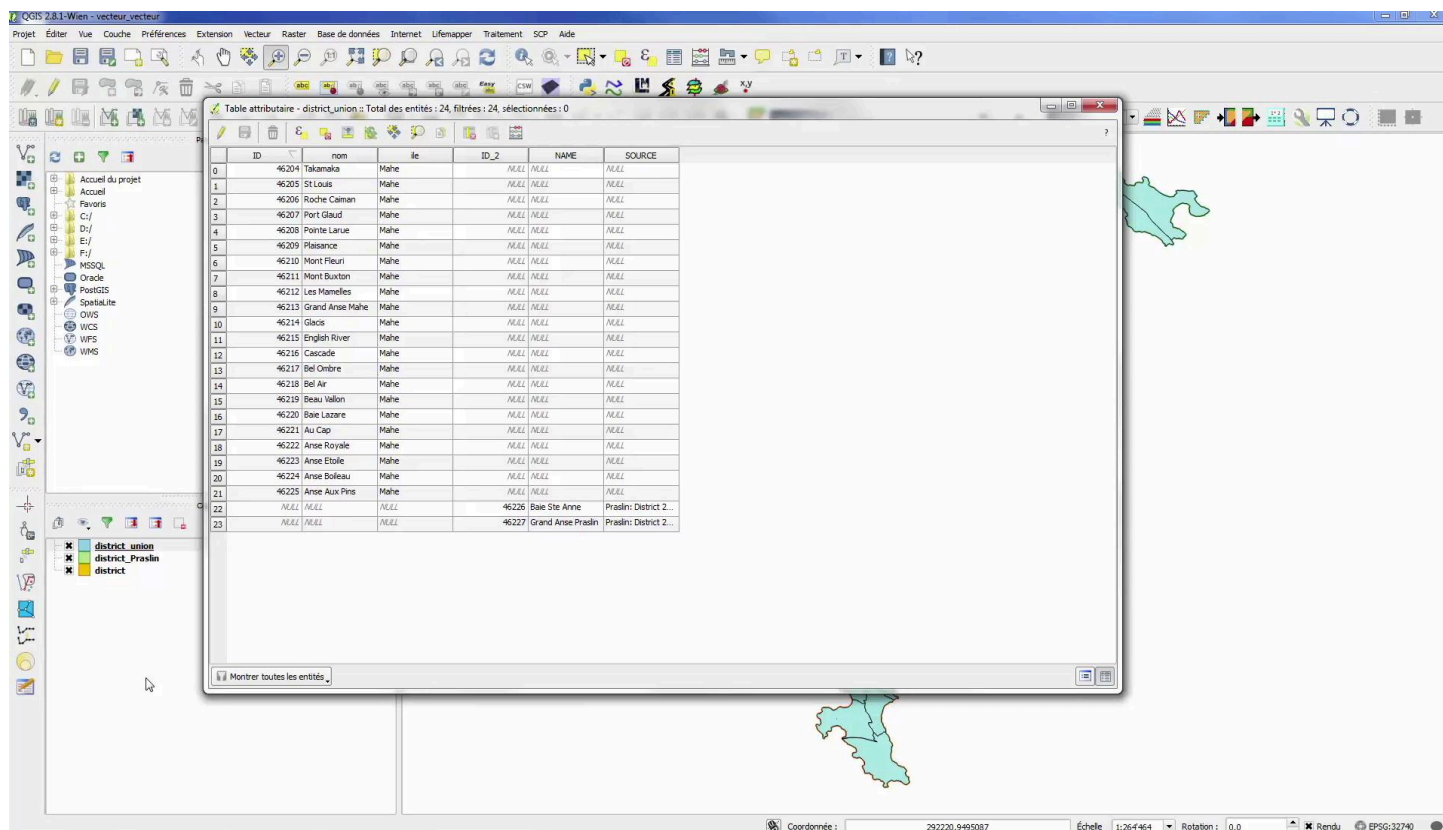 QGIS 2.8.1-Wien - vecteur_vecteur
Projet Éditer Vue Couche Préférences Extension Vecteur Raster Base de données Internet Lifemapper Traitement SCP Aide
Table attributaire - district_union :: Total des entités : 24, filtrées : 24, sélectionnées : 0
ID nom ile ID_2 NAME SOURCE
0 46204 Takamaka Mahe NULL NULL NULL
1 46205 St Louis Mahe NULL NULL NULL
2 46206 Roche Caiman Mahe NULL NULL NULL
3 46207 Port Glaud Mahe NULL NULL NULL
4 46208 Pointe Larue Mahe NULL NULL NULL
5 46209 Plaisance Mahe NULL NULL NULL
6 46210 Mont Fleuri Mahe NULL NULL NULL
7 46211 Mont Buxton Mahe NULL NULL NULL
8 46212 Les Mamelles Mahe NULL NULL NULL
9 46213 Grand Anse Mahe Mahe NULL NULL NULL
10 46214 Glacis Mahe NULL NULL NULL
11 46215 English River Mahe NULL NULL NULL
12 46216 Cascade Mahe NULL NULL NULL
13 46217 Bel Ombre Mahe NULL NULL NULL
14 46218 Bel Air Mahe NULL NULL NULL
15 46219 Beau Vallon Mahe NULL NULL NULL
16 46220 Baie Lazare Mahe NULL NULL NULL
17 46221 Au Cap Mahe NULL NULL NULL
18 46222 Anse Royale Mahe NULL NULL NULL
19 46223 Anse Etoile Mahe NULL NULL NULL
20 46224 Anse Boileau Mahe NULL NULL NULL
21 46225 Anse Aux Pins Mahe NULL NULL NULL
22 NULL NULL NULL 46226 Baie Ste Anne Praslin: District 2...
23 NULL NULL NULL 46227 Grand Anse Praslin Praslin: District 2...
Montrer toutes les entités
Accueil du projet
Accueil
Favoris
C:/
D:/
E:/
F:/
MSSQL
Oracle
PostGIS
SpatiaLite
OWS
WCS
WFS
WMS
district_union
district_Praslin
district
Coordonnée : 292220,9495087 Échelle 1:264'464 Rotation : 0,0 Rendu EPSG:32740